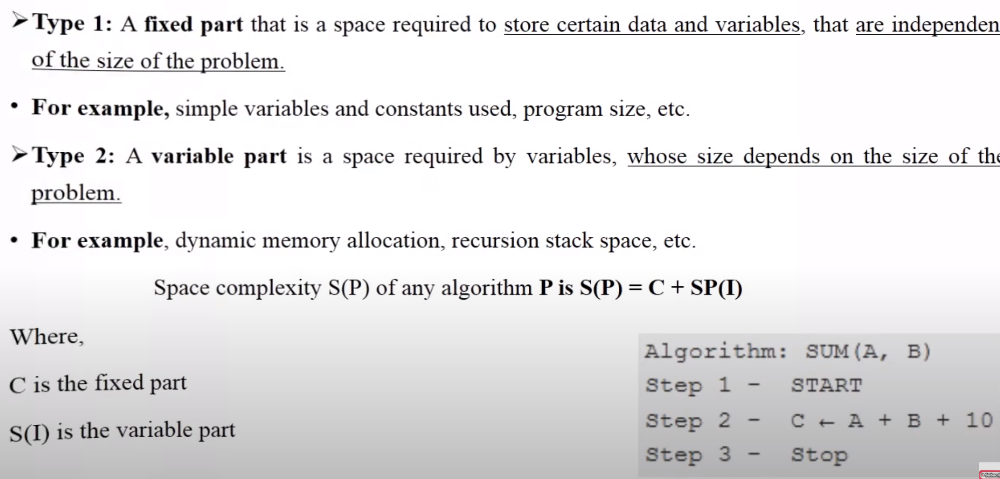 ➢Type 1: A fixed part that is a space required to store certain data and variables, that are independen
of the size of the problem.
• For example, simple variables and constants used, program size, etc.
➢Type 2: A variable part is a space required by variables, whose size depends on the size of the
problem.
• For example, dynamic memory allocation, recursion stack space, etc.
Space complexity S(P) of any algorithm P is S(P) = C + SP(I)
Where,
C is the fixed part
S(I) is the variable part
Algorithm: SUM(A, B)
Step 1 - START
Step 2 - C ← A + B + 10
Step 3 - Stop